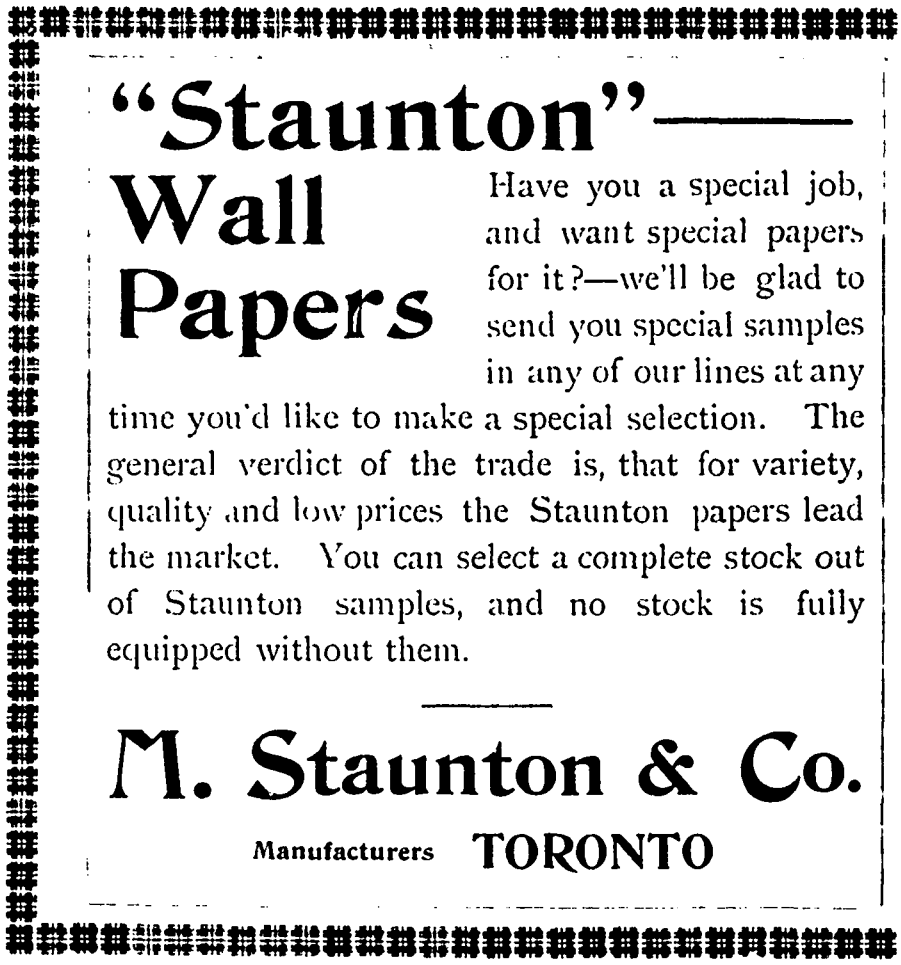 “Staunton”
Wall
Papers
Have you a special job,
and want special papers
for it?—we'll be glad to
send you special samples
in any of our lines at any
time you'd like to make a special selection. The
general verdict of the trade is, that for variety,
quality and low prices the Staunton papers lead
the market. You can select a complete stock out
of Staunton samples, and no stock is fully
equipped without them.
M. Staunton & Co.
Manufacturers TORONTO